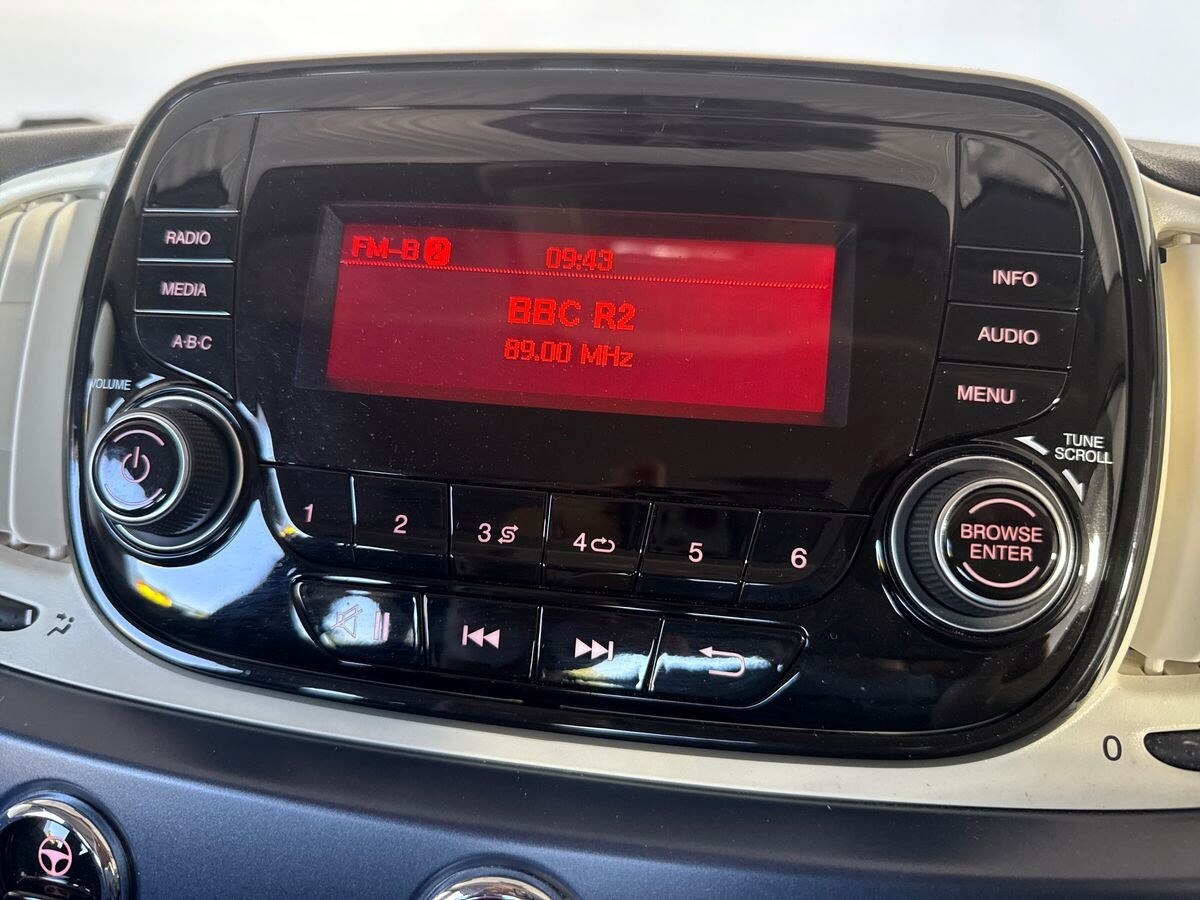 FM-B 2 09:43
BBC R2
89.00 MHz
RADIO
MEDIA
A·B·C
VOLUME
INFO
AUDIO
MENU
TUNE
SCROLL
BROWSE
ENTER
1 2 3 4 5 6
0